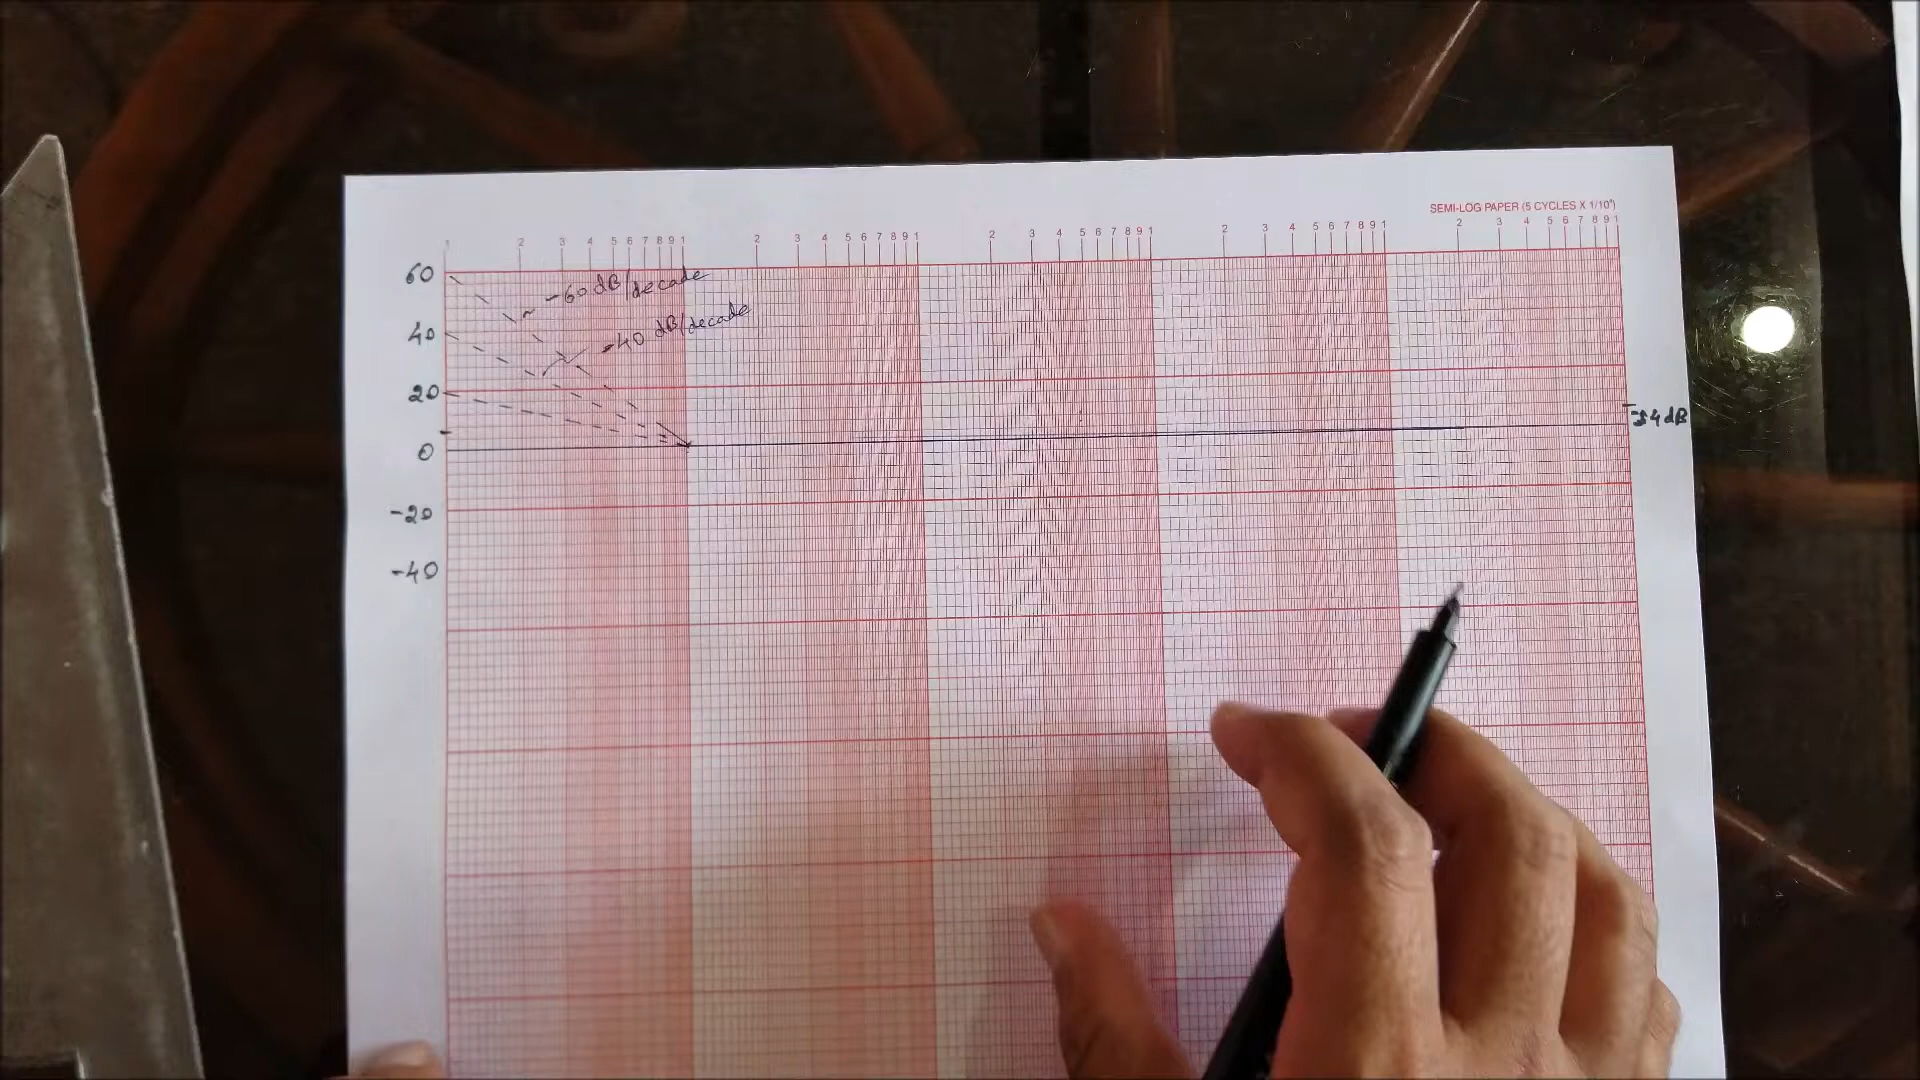 SEMI-LOG PAPER (5 CYCLES X 1/10")
1 2 3 4 5 6 7 8 9 1 2 3 4 5 6 7 8 9 1 2 3 4 5 6 7 8 9 1 2 3 4 5 6 7 8 9 1 2 3 4 5 6 7 8 9 1
60
-60 dB/decade
40
-40 dB/decade
20
0
-20
-40